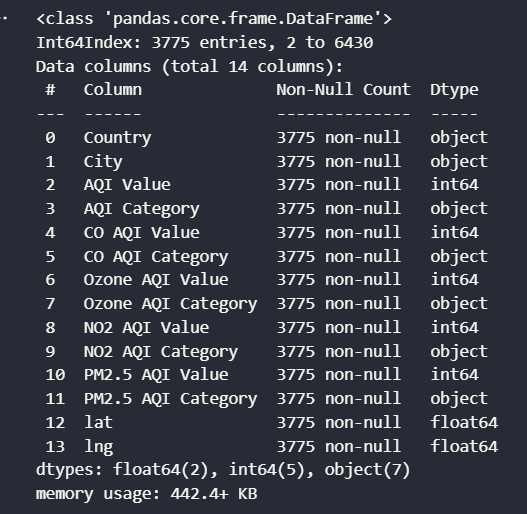 ··
<class 'pandas.core.frame.DataFrame'>
Int64Index: 3775 entries, 2 to 6430
Data columns (total 14 columns):
 #   Column              Non-Null Count  Dtype
---  ------              --------------  -----
 0   Country             3775 non-null   object
 1   City                3775 non-null   object
 2   AQI Value           3775 non-null   int64
 3   AQI Category        3775 non-null   object
 4   CO AQI Value        3775 non-null   int64
 5   CO AQI Category     3775 non-null   object
 6   Ozone AQI Value     3775 non-null   int64
 7   Ozone AQI Category  3775 non-null   object
 8   NO2 AQI Value       3775 non-null   int64
 9   NO2 AQI Category    3775 non-null   object
 10  PM2.5 AQI Value     3775 non-null   int64
 11  PM2.5 AQI Category  3775 non-null   object
 12  lat                 3775 non-null   float64
 13  lng                 3775 non-null   float64
dtypes: float64(2), int64(5), object(7)
memory usage: 442.4+ KB